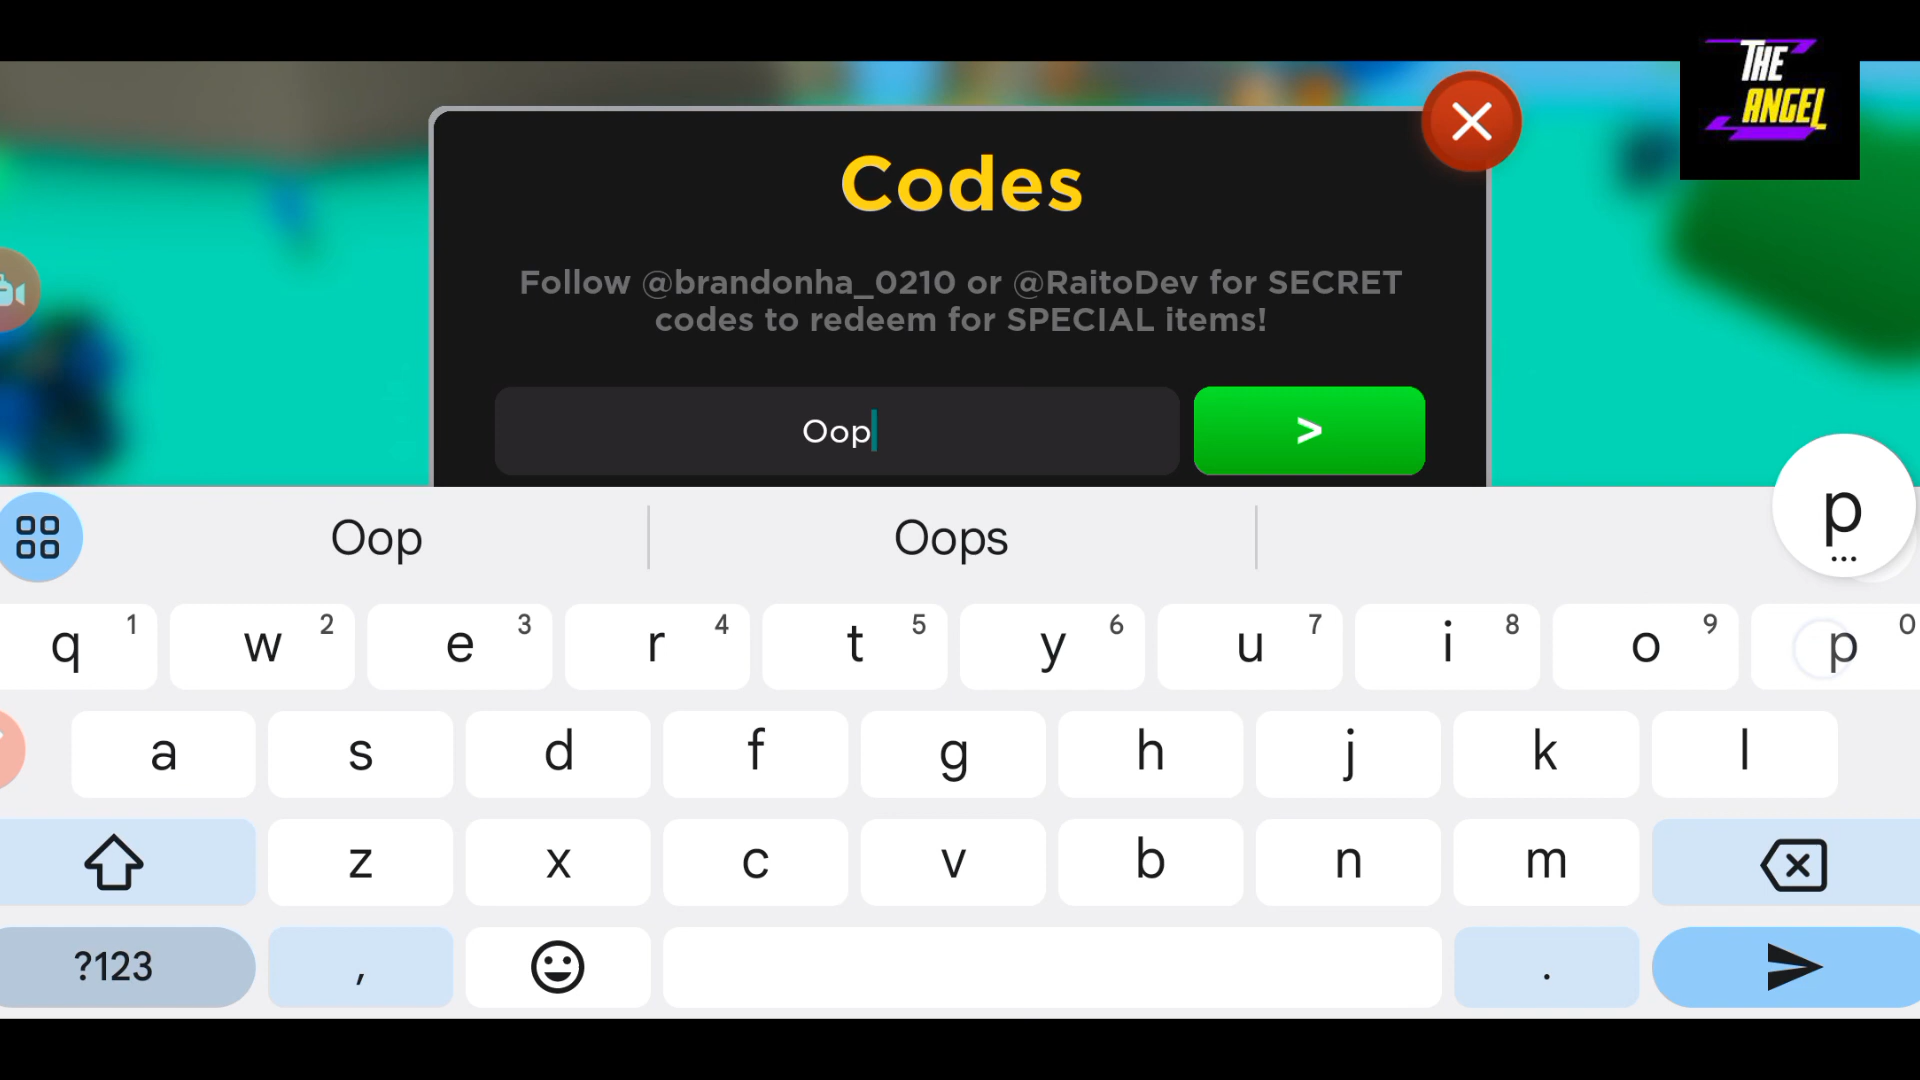 THE
ANGEL
Codes
Follow @brandonha_0210 or @RaitoDev for SECRET
codes to redeem for SPECIAL items!
Oop >
Oop Oops p
...
q 1 w 2 e 3 r 4 t 5 y 6 u 7 i 8 o 9 p 0
a s d f g h j k l
z x c v b n m
?123 , .